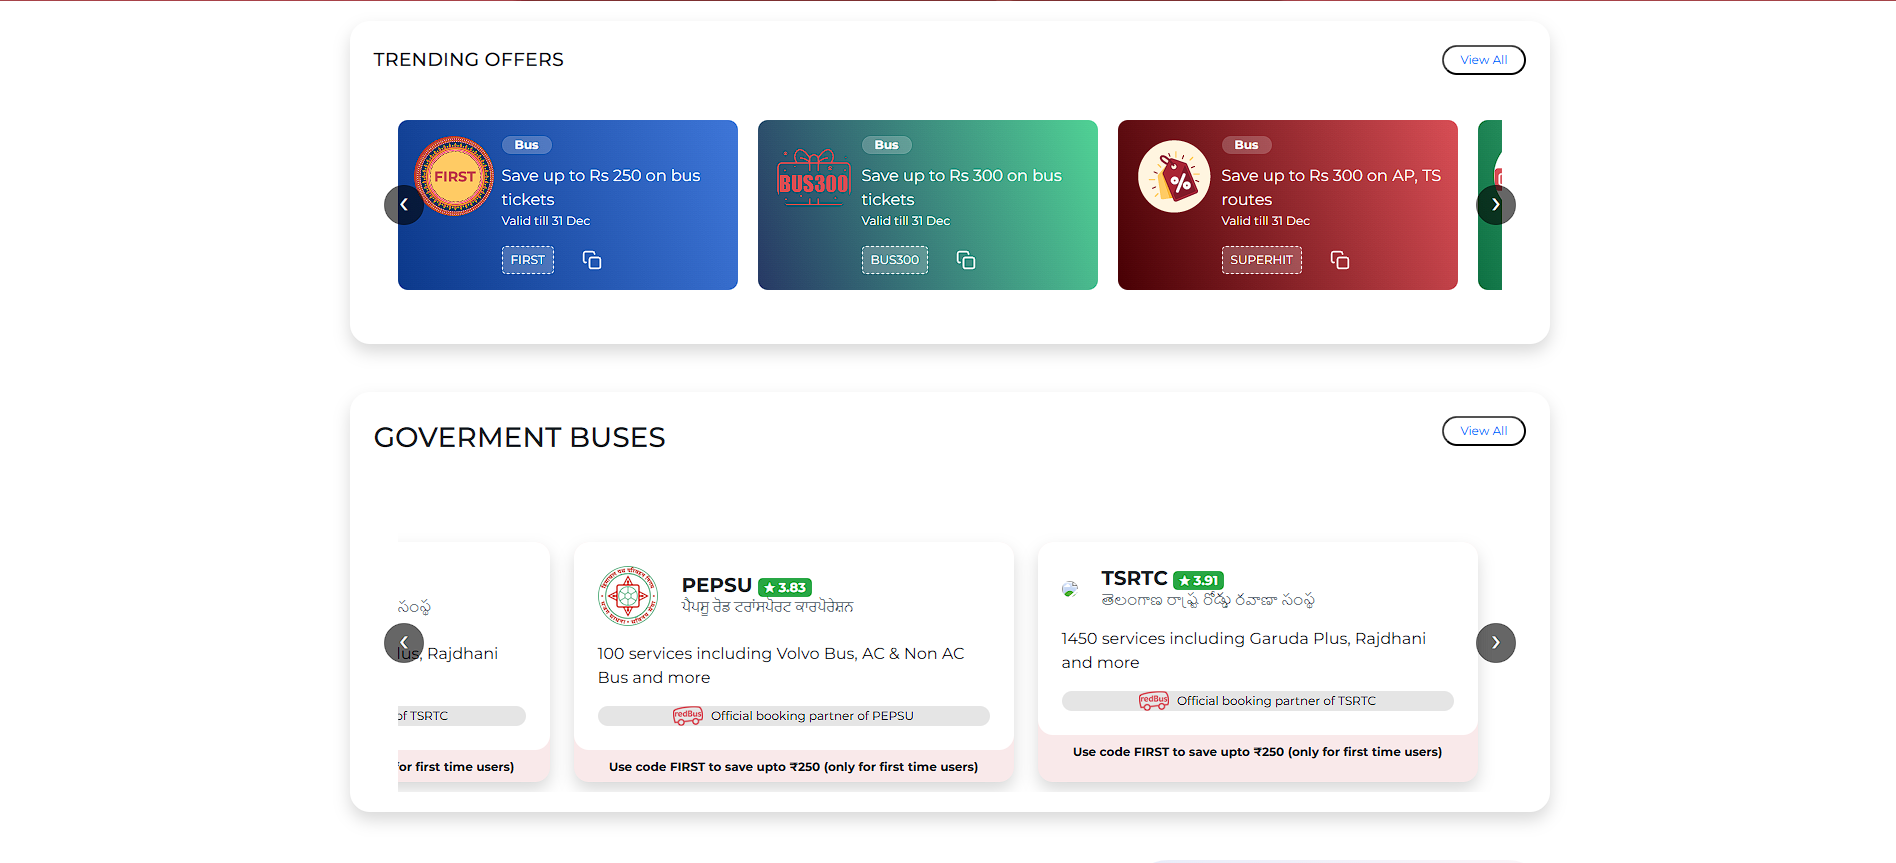 TRENDING OFFERS
View All
FIRST
Bus
Save up to Rs 250 on bus
tickets
Valid till 31 Dec
FIRST
BUS300
Bus
Save up to Rs 300 on bus
tickets
Valid till 31 Dec
BUS300
Bus
Save up to Rs 300 on AP, TS
routes
Valid till 31 Dec
SUPERHIT
GOVERMENT BUSES
View All
సంస్థ
lus, Rajdhani
of TSRTC
for first time users)
PEPSU ★ 3.83
ਪੈਪਸੂ ਰੋਡ ਟਰਾਂਸਪੋਰਟ ਕਾਰਪੋਰੇਸ਼ਨ
100 services including Volvo Bus, AC & Non AC
Bus and more
redBus Official booking partner of PEPSU
Use code FIRST to save upto ₹250 (only for first time users)
TSRTC ★ 3.91
తెలంగాణ రాష్ట్ర రోడ్డు రవాణా సంస్థ
1450 services including Garuda Plus, Rajdhani
and more
redBus Official booking partner of TSRTC
Use code FIRST to save upto ₹250 (only for first time users)